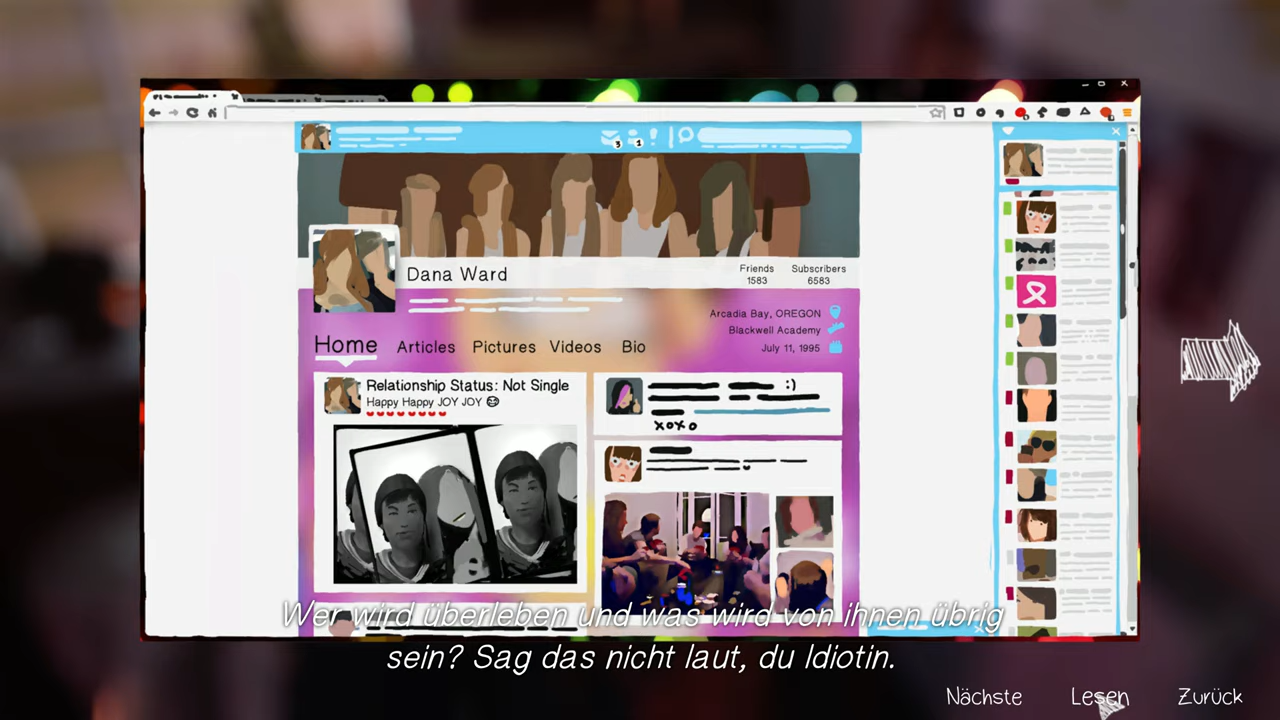 3
1
Dana Ward
Friends
1583
Subscribers
6583
Arcadia Bay, OREGON
Blackwell Academy
July 11, 1995
Home Articles Pictures Videos Bio
Relationship Status: Not Single
Happy Happy JOY JOY
:)
xoxo
Wer wird überleben und was wird von ihnen übrig
sein? Sag das nicht laut, du Idiotin.
Nächste Lesen Zurück